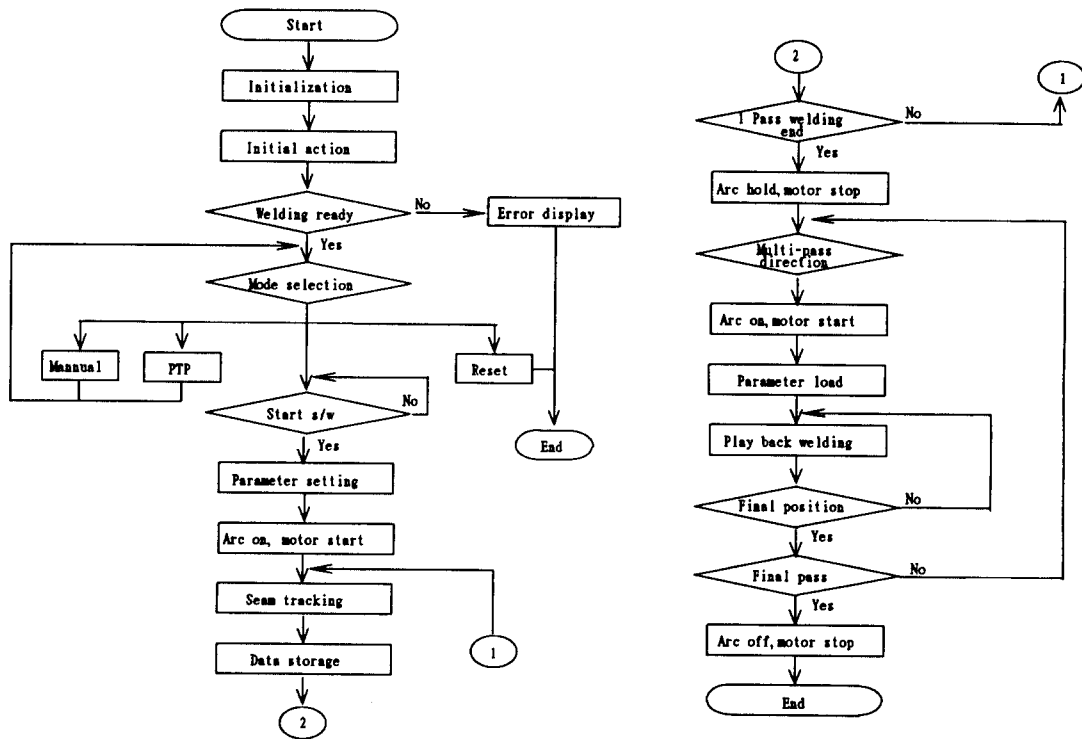 Start
Initialization
Initial action
Welding ready
No
Error display
Yes
Mode selection
Mannual
PTP
Reset
No
Start s/w
Yes
End
Parameter setting
Arc on, motor start
Seam tracking
1
Data storage
2
2
1
1 Pass welding
end
No
Yes
Arc hold,motor stop
Multi-pass
direction
Arc on,motor start
Parameter load
Play back welding
Final position
No
Yes
Final pass
No
Yes
Arc off,motor stop
End